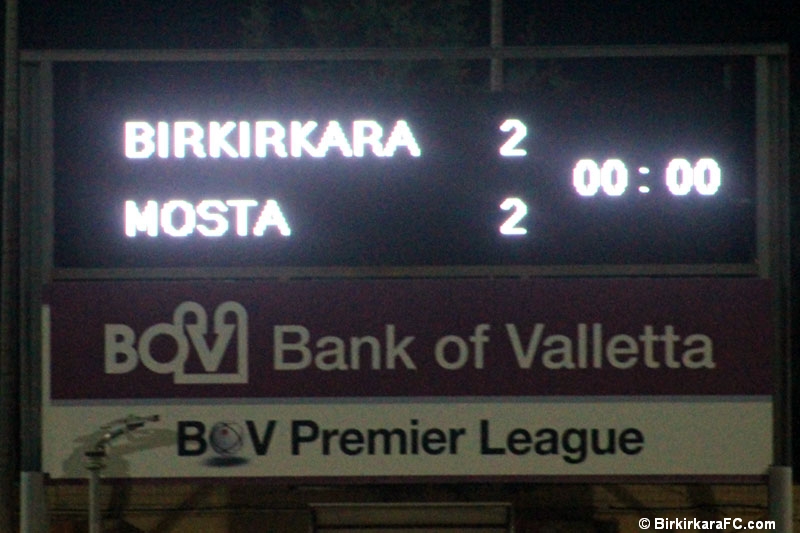 BIRKIRKARA 2
00:00
MOSTA 2
BOV Bank of Valletta
BOV Premier League
© BirkirkaraFC.com